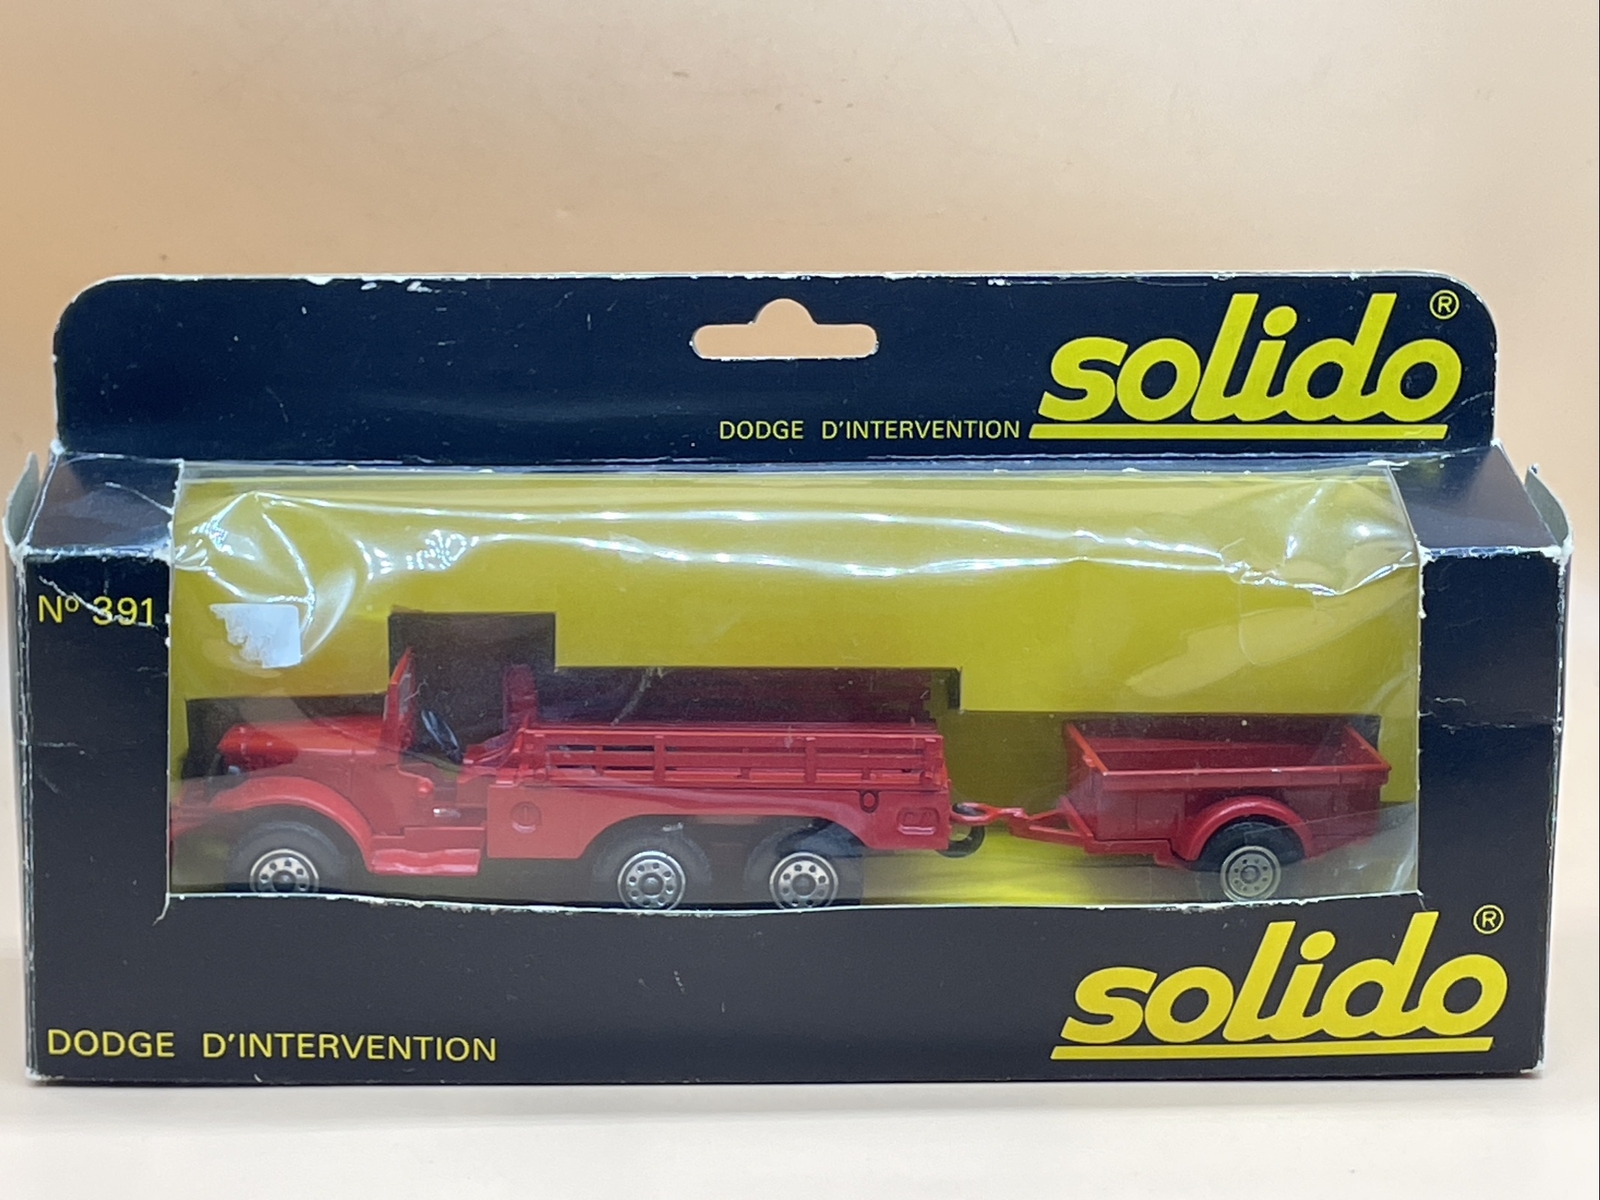 solido®
DODGE D'INTERVENTION
Nº 391
solido®
DODGE D'INTERVENTION